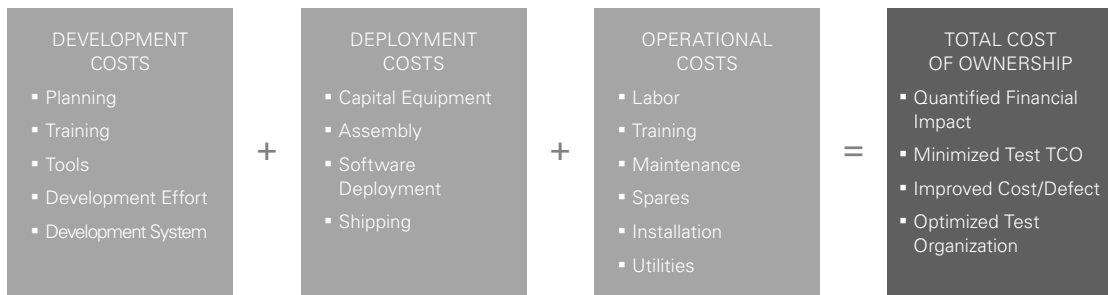 DEVELOPMENT
COSTS
▪ Planning
▪ Training
▪ Tools
▪ Development Effort
▪ Development System
+
DEPLOYMENT
COSTS
▪ Capital Equipment
▪ Assembly
▪ Software
Deployment
▪ Shipping
+
OPERATIONAL
COSTS
▪ Labor
▪ Training
▪ Maintenance
▪ Spares
▪ Installation
▪ Utilities
=
TOTAL COST
OF OWNERSHIP
▪ Quantified Financial
Impact
▪ Minimized Test TCO
▪ Improved Cost/Defect
▪ Optimized Test
Organization